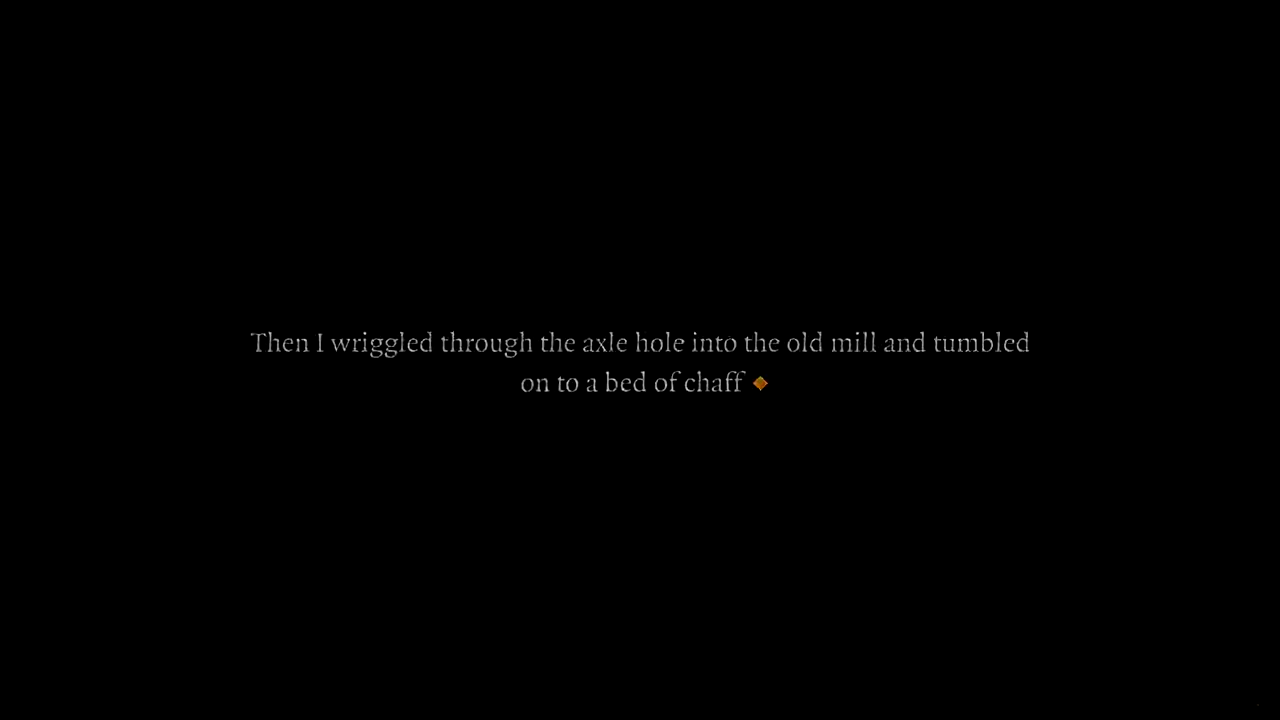 Then I wriggled through the axle hole into the old mill and tumbled
on to a bed of chaff